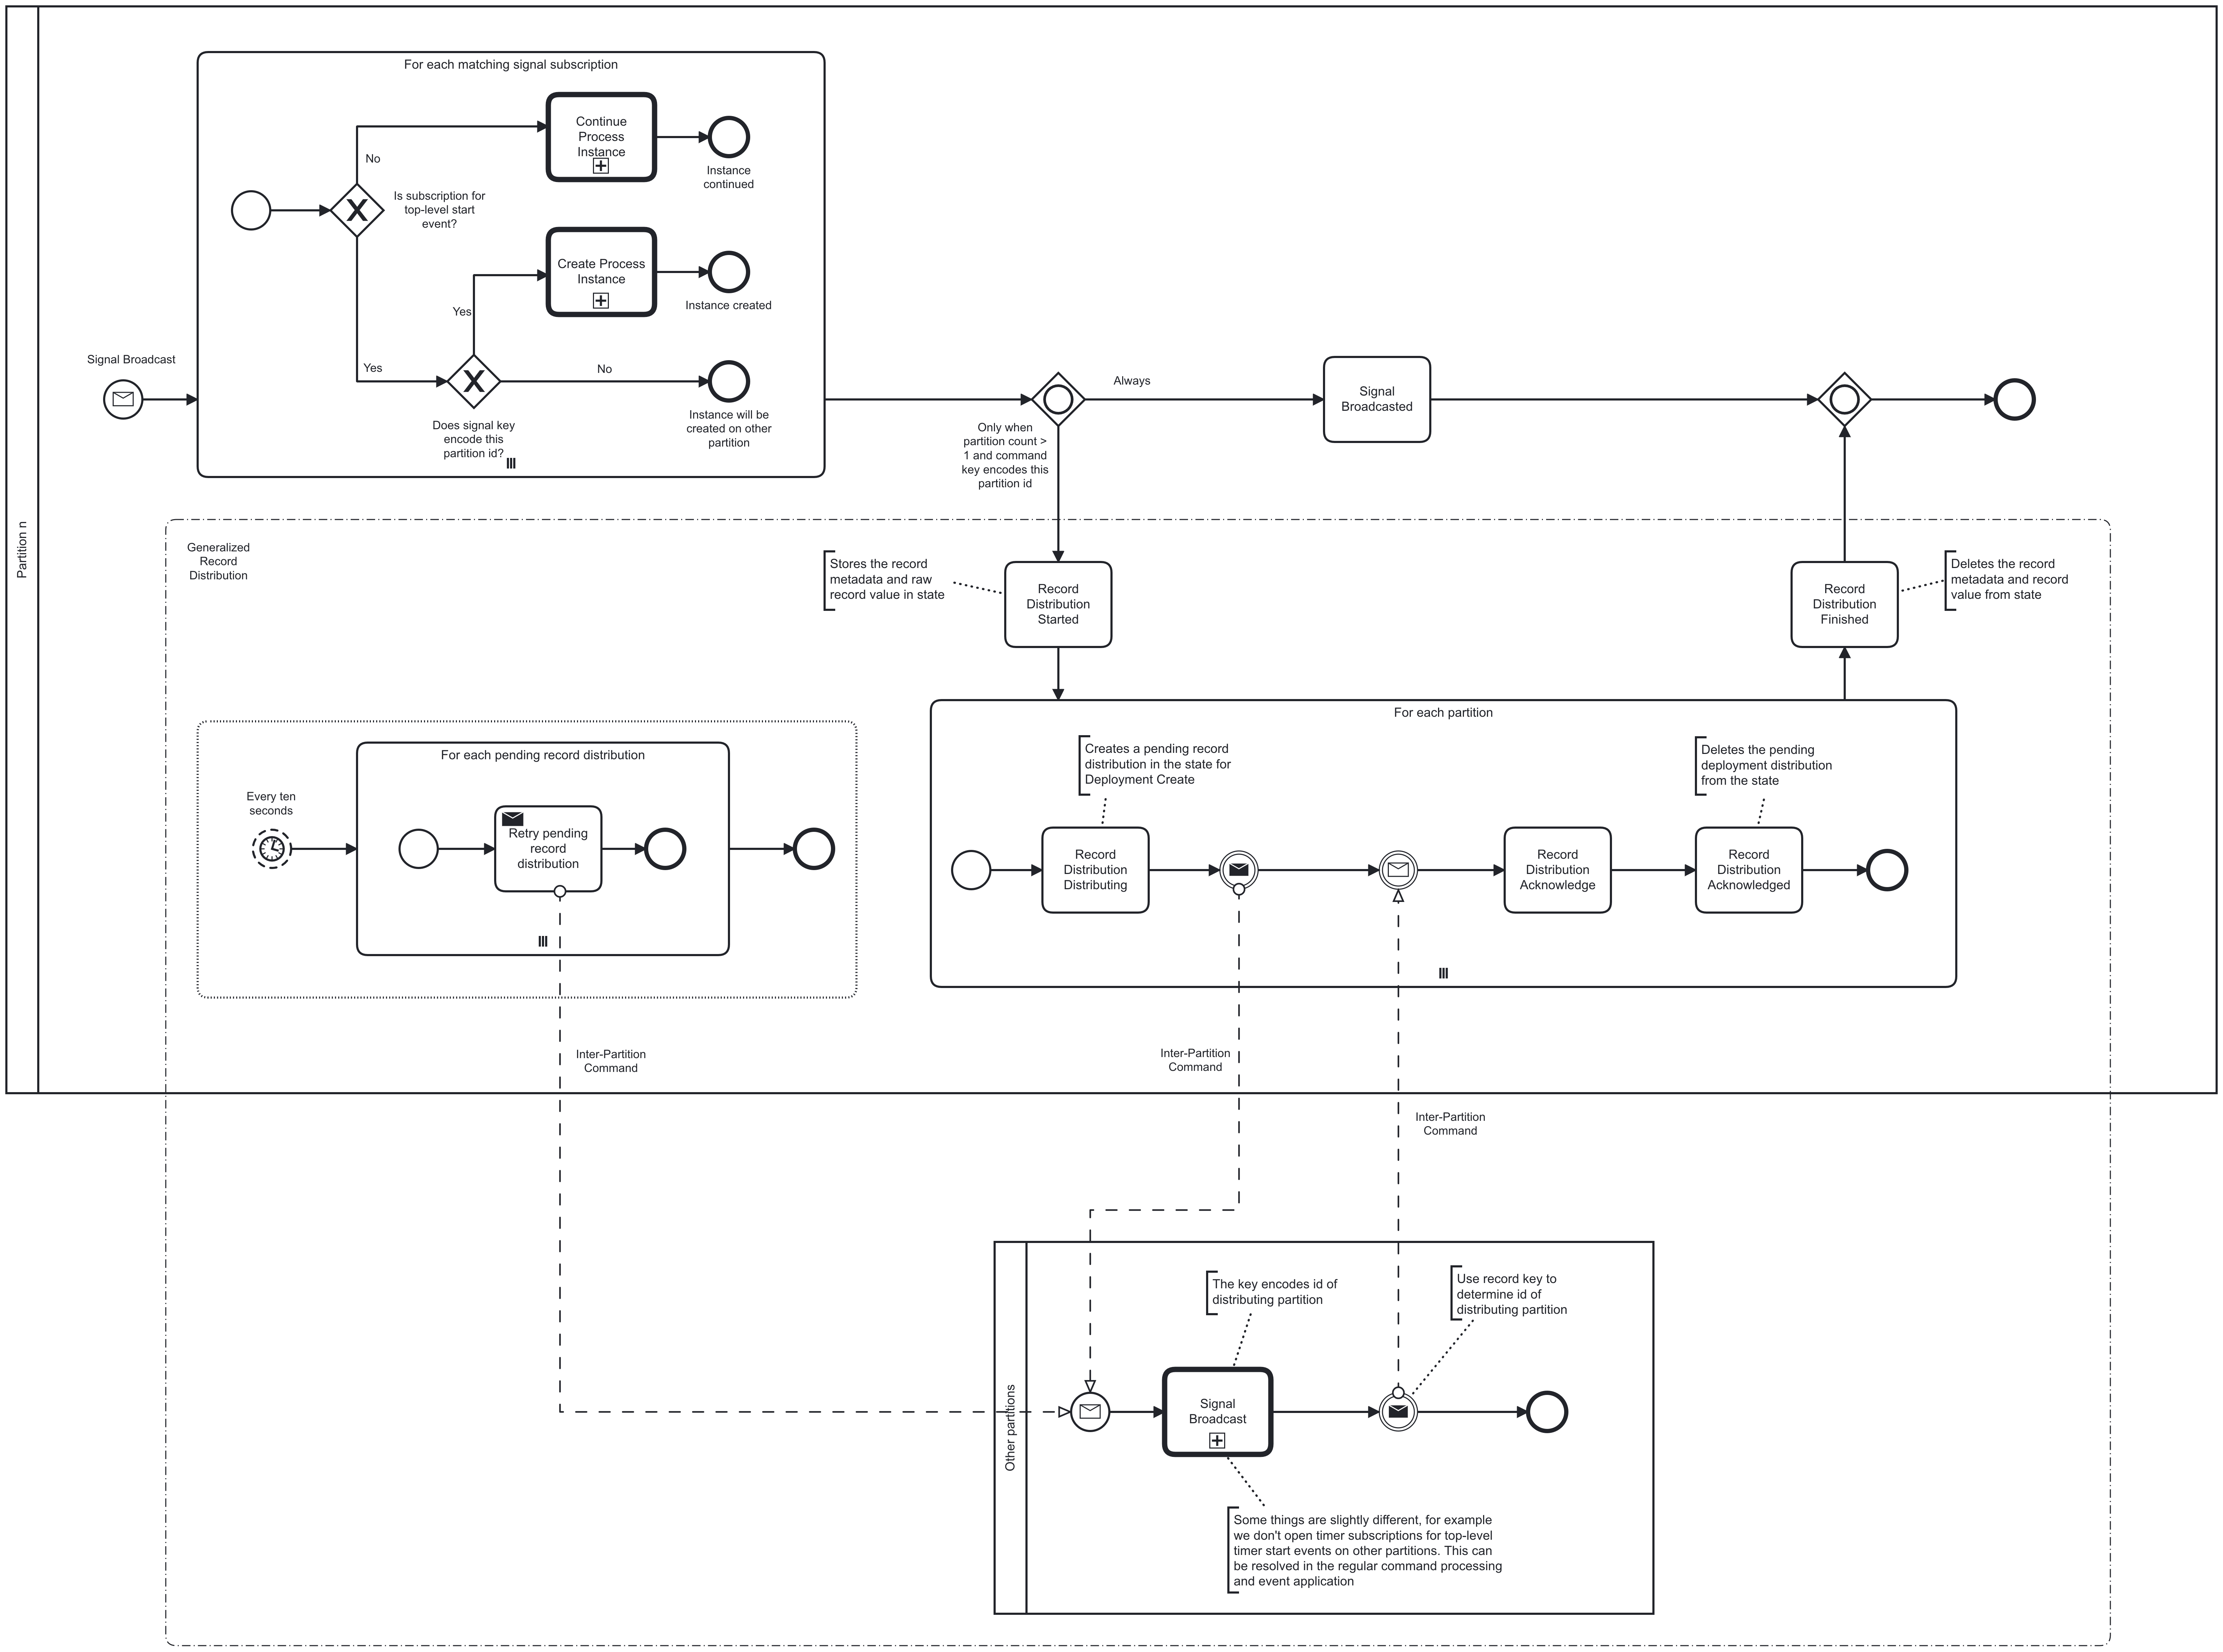 Partition n
For each matching signal subscription
Continue
Process
Instance
Instance
continued
No
Is subscription for
top-level start
event?
Create Process
Instance
Instance created
Yes
Signal Broadcast
Yes
No
Does signal key
encode this
partition id?
Instance will be
created on other
partition
Always
Only when
partition count >
1 and command
key encodes this
partition id
Signal
Broadcasted
Generalized
Record
Distribution
Stores the record
metadata and raw
record value in state
Record
Distribution
Started
Record
Distribution
Finished
Deletes the record
metadata and record
value from state
For each pending record distribution
Every ten
seconds
Retry pending
record
distribution
For each partition
Creates a pending record
distribution in the state for
Deployment Create
Deletes the pending
deployment distribution
from the state
Record
Distribution
Distributing
Record
Distribution
Acknowledge
Record
Distribution
Acknowledged
Inter-Partition
Command
Inter-Partition
Command
Inter-Partition
Command
Other partitions
The key encodes id of
distributing partition
Use record key to
determine id of
distributing partition
Signal
Broadcast
Some things are slightly different, for example
we don't open timer subscriptions for top-level
timer start events on other partitions. This can
be resolved in the regular command processing
and event application